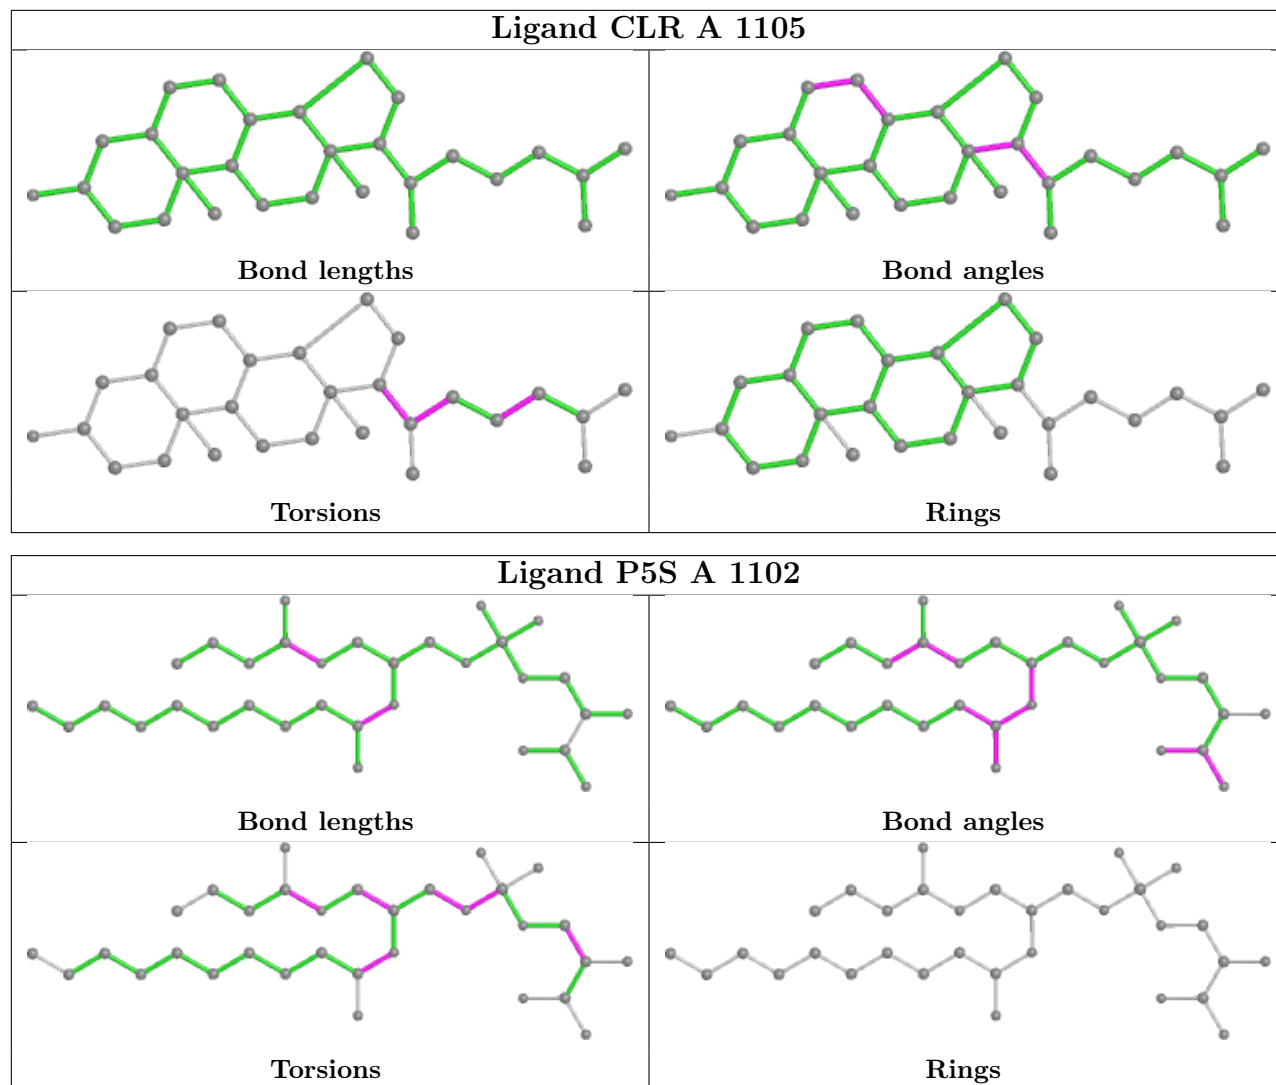 Ligand CLR A 1105
Bond lengths
Bond angles
Torsions
Rings
Ligand P5S A 1102
Bond lengths
Bond angles
Torsions
Rings